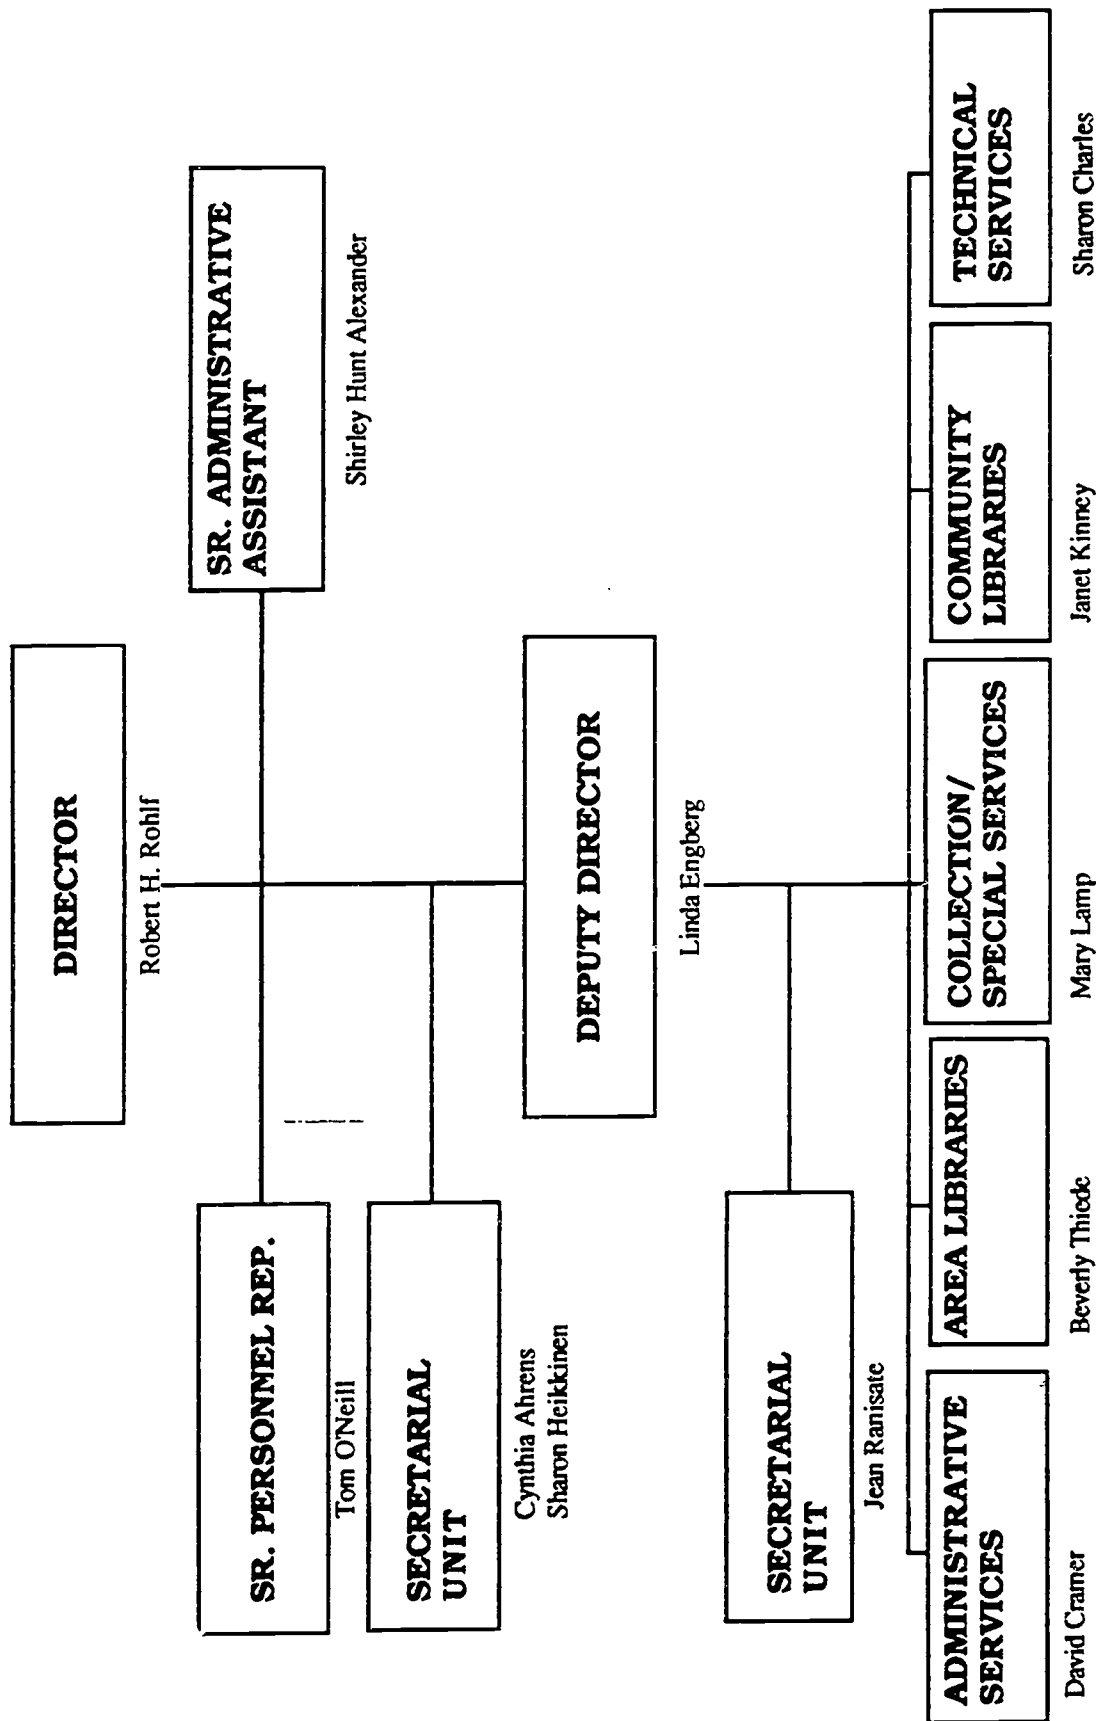 DIRECTOR
Robert H. Rohlf
SR. PERSONNEL REP.
Tom O'Neill
SR. ADMINISTRATIVE
ASSISTANT
Shirley Hunt Alexander
SECRETARIAL
UNIT
Cynthia Ahrens
Sharon Heikkinen
DEPUTY DIRECTOR
Linda Engberg
SECRETARIAL
UNIT
Jean Ranisate
ADMINISTRATIVE
SERVICES
David Cramer
AREA LIBRARIES
Beverly Thiede
COLLECTION/
SPECIAL SERVICES
Mary Lamp
COMMUNITY
LIBRARIES
Janet Kinney
TECHNICAL
SERVICES
Sharon Charles